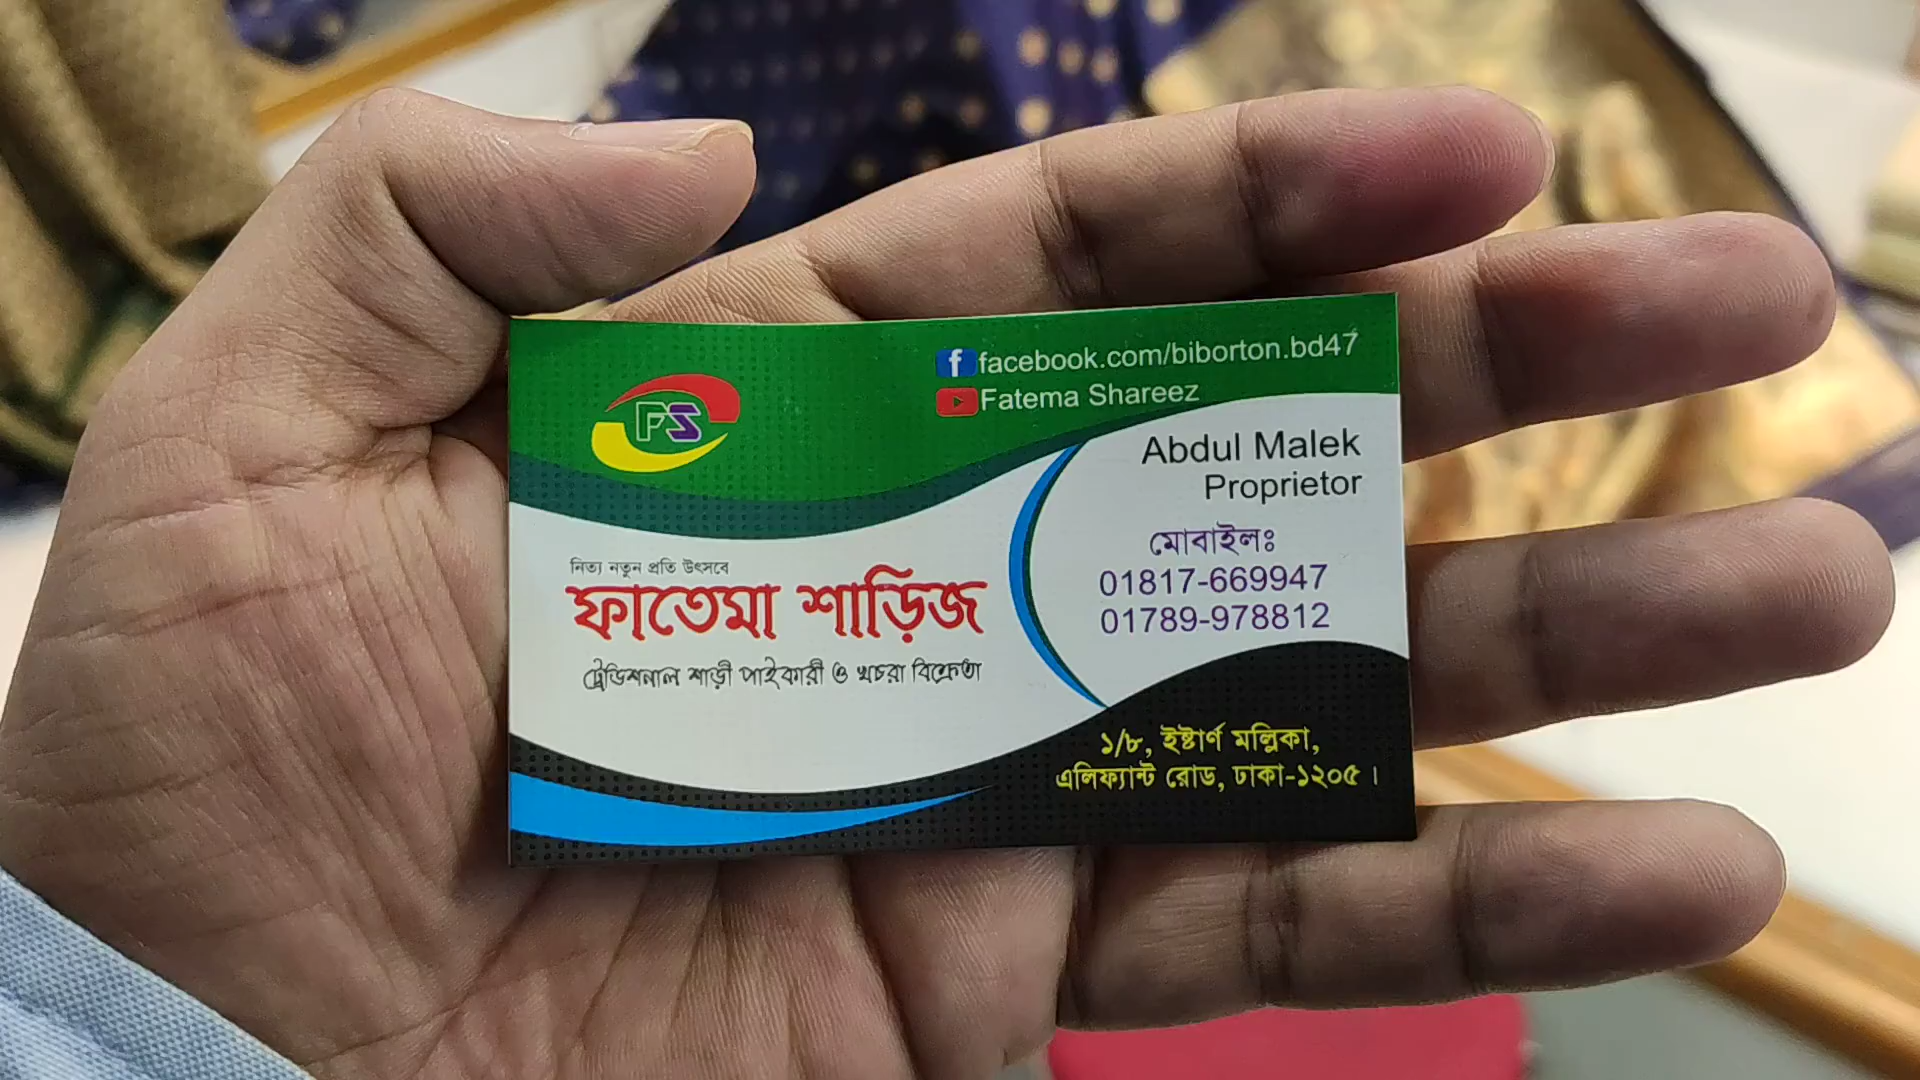 facebook.com/biborton.bd47
Fatema Shareez
FS
Abdul Malek
Proprietor
মোবাইলঃ
01817-669947
01789-978812
নিত্য নতুন প্রতি উৎসবে
ফাতেমা শাড়িজ
ট্রেডিশনাল শাড়ী পাইকারী ও খচরা বিক্রেতা
১/৮, ইষ্টার্ণ মল্লিকা,
এলিফ্যান্ট রোড, ঢাকা-১২০৫।